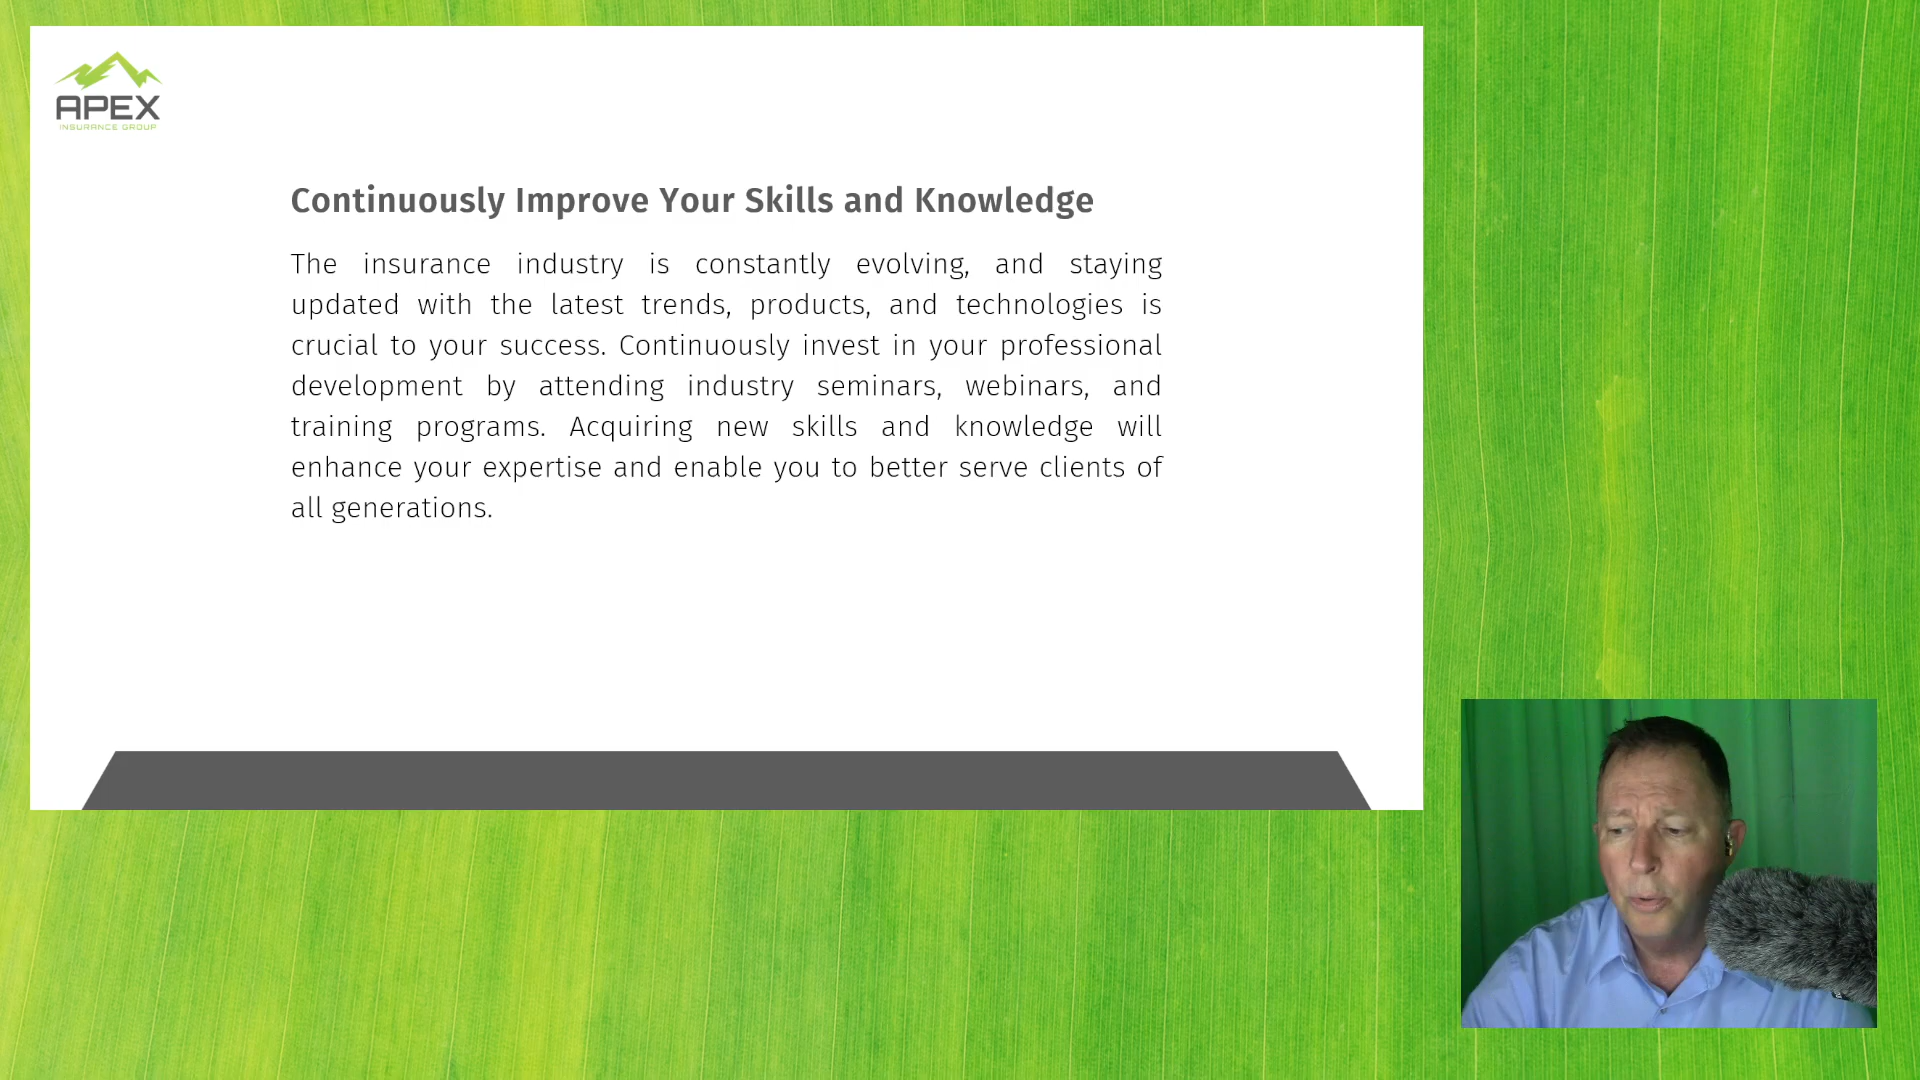 APEX
INSURANCE GROUP
Continuously Improve Your Skills and Knowledge
The insurance industry is constantly evolving, and staying
updated with the latest trends, products, and technologies is
crucial to your success. Continuously invest in your professional
development by attending industry seminars, webinars, and
training programs. Acquiring new skills and knowledge will
enhance your expertise and enable you to better serve clients of
all generations.